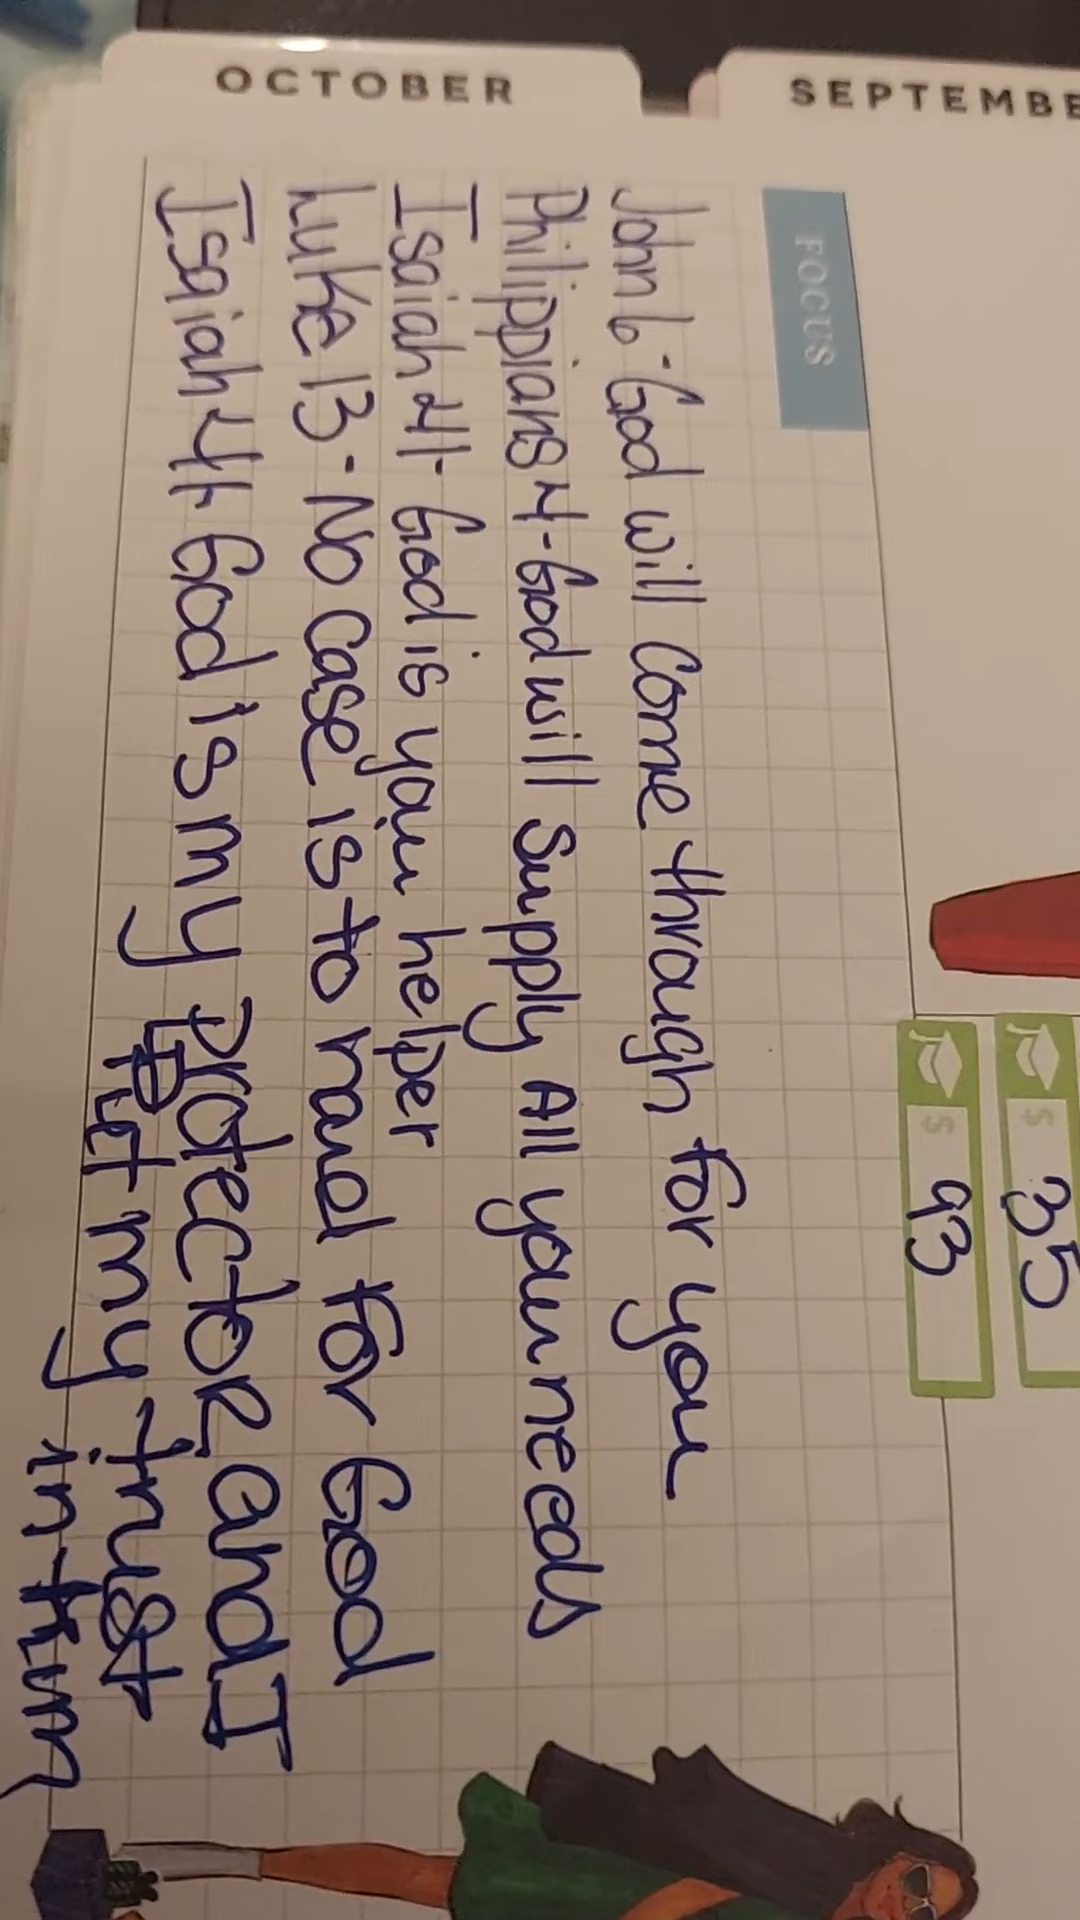 OCTOBER
SEPTEMBE
FOCUS
John 6-God will Come through for you
Philippians 4-God will Supply All your needs
Isaiah 41-God is your helper
Luke 13-No Case is to hard for God
Isaiah 41-God is my protector and I
Put my trust
in him
$ 35
$ 93